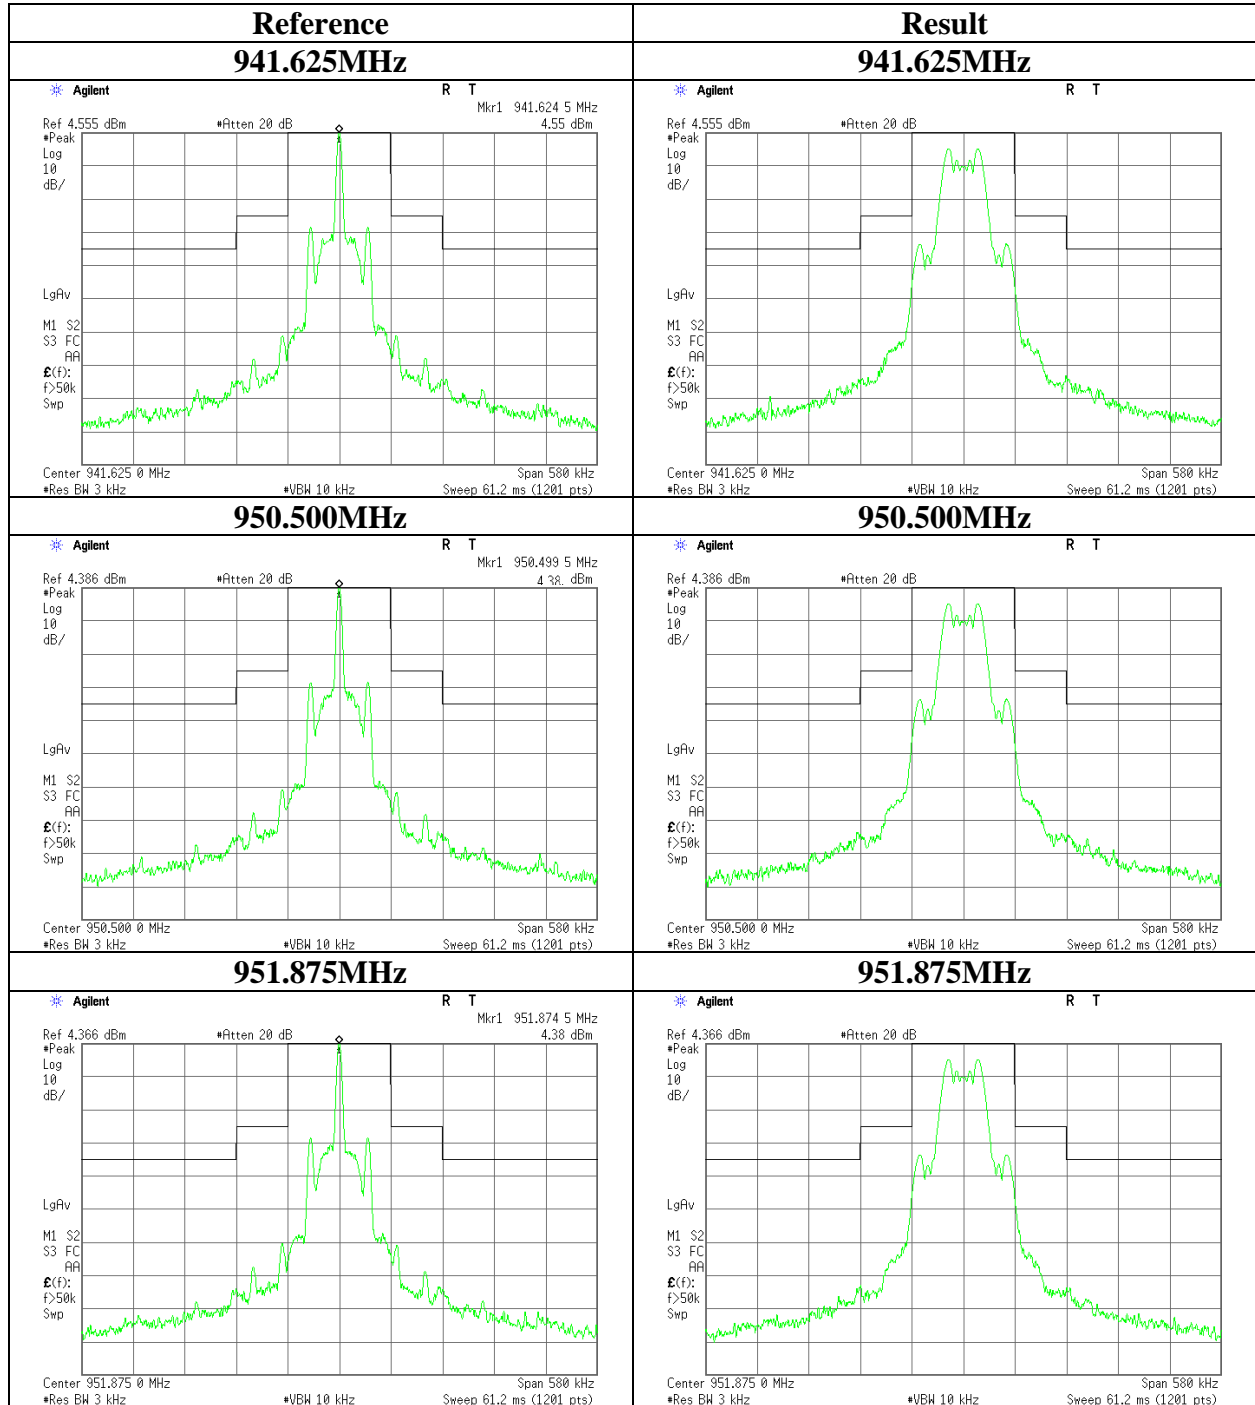 Reference Result
941.625MHz 941.625MHz
Agilent R T
Mkr1 941.624 5 MHz
Ref 4.555 dBm #Atten 20 dB 4.55 dBm
#Peak
Log
10
dB/
1
LgAv
M1 S2
S3 FC
AA
£(f):
f>50k
Swp
Center 941.625 0 MHz Span 580 kHz
#Res BW 3 kHz #VBW 10 kHz Sweep 61.2 ms (1201 pts)
Agilent R T
Ref 4.555 dBm #Atten 20 dB
#Peak
Log
10
dB/
LgAv
M1 S2
S3 FC
AA
£(f):
f>50k
Swp
Center 941.625 0 MHz Span 580 kHz
#Res BW 3 kHz #VBW 10 kHz Sweep 61.2 ms (1201 pts)
950.500MHz 950.500MHz
Agilent R T
Mkr1 950.499 5 MHz
Ref 4.386 dBm #Atten 20 dB dBm
#Peak
Log
10
dB/
1
LgAv
M1 S2
S3 FC
AA
£(f):
f>50k
Swp
Center 950.500 0 MHz Span 580 kHz
#Res BW 3 kHz #VBW 10 kHz Sweep 61.2 ms (1201 pts)
Agilent R T
Ref 4.386 dBm #Atten 20 dB
#Peak
Log
10
dB/
LgAv
M1 S2
S3 FC
AA
£(f):
f>50k
Swp
Center 950.500 0 MHz Span 580 kHz
#Res BW 3 kHz #VBW 10 kHz Sweep 61.2 ms (1201 pts)
951.875MHz 951.875MHz
Agilent R T
Mkr1 951.874 5 MHz
Ref 4.366 dBm #Atten 20 dB 4.38 dBm
#Peak
Log
10
dB/
1
LgAv
M1 S2
S3 FC
AA
£(f):
f>50k
Swp
Center 951.875 0 MHz Span 580 kHz
#Res BW 3 kHz #VBW 10 kHz Sweep 61.2 ms (1201 pts)
Agilent R T
Ref 4.366 dBm #Atten 20 dB
#Peak
Log
10
dB/
LgAv
M1 S2
S3 FC
AA
£(f):
f>50k
Swp
Center 951.875 0 MHz Span 580 kHz
#Res BW 3 kHz #VBW 10 kHz Sweep 61.2 ms (1201 pts)